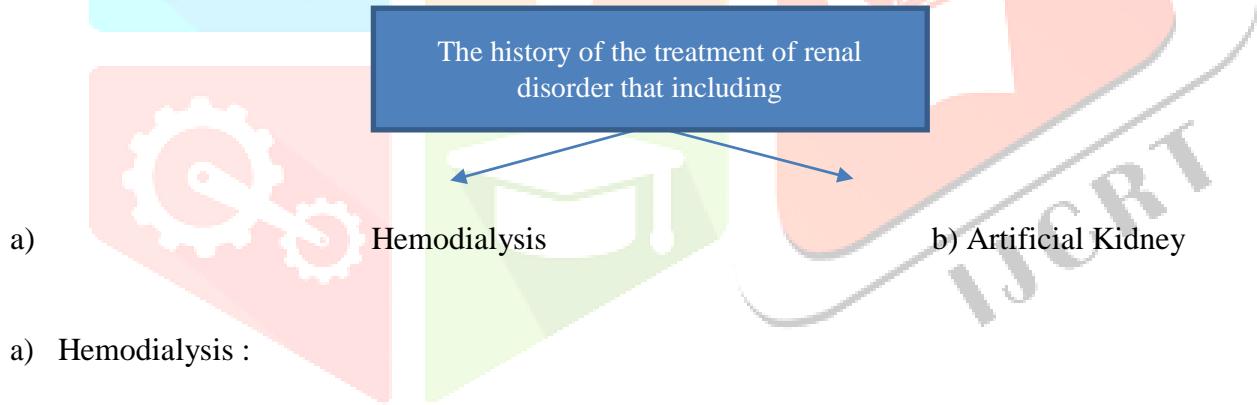 The history of the treatment of renal
disorder that including
a) Hemodialysis b) Artificial Kidney
IJCRT
a) Hemodialysis :